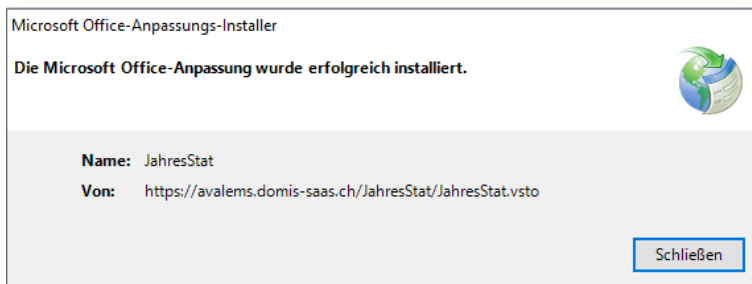 Microsoft Office-Anpassungs-Installer
Die Microsoft Office-Anpassung wurde erfolgreich installiert.
Name: JahresStat
Von: https://avalems.domis-saas.ch/JahresStat/JahresStat.vsto
Schließen